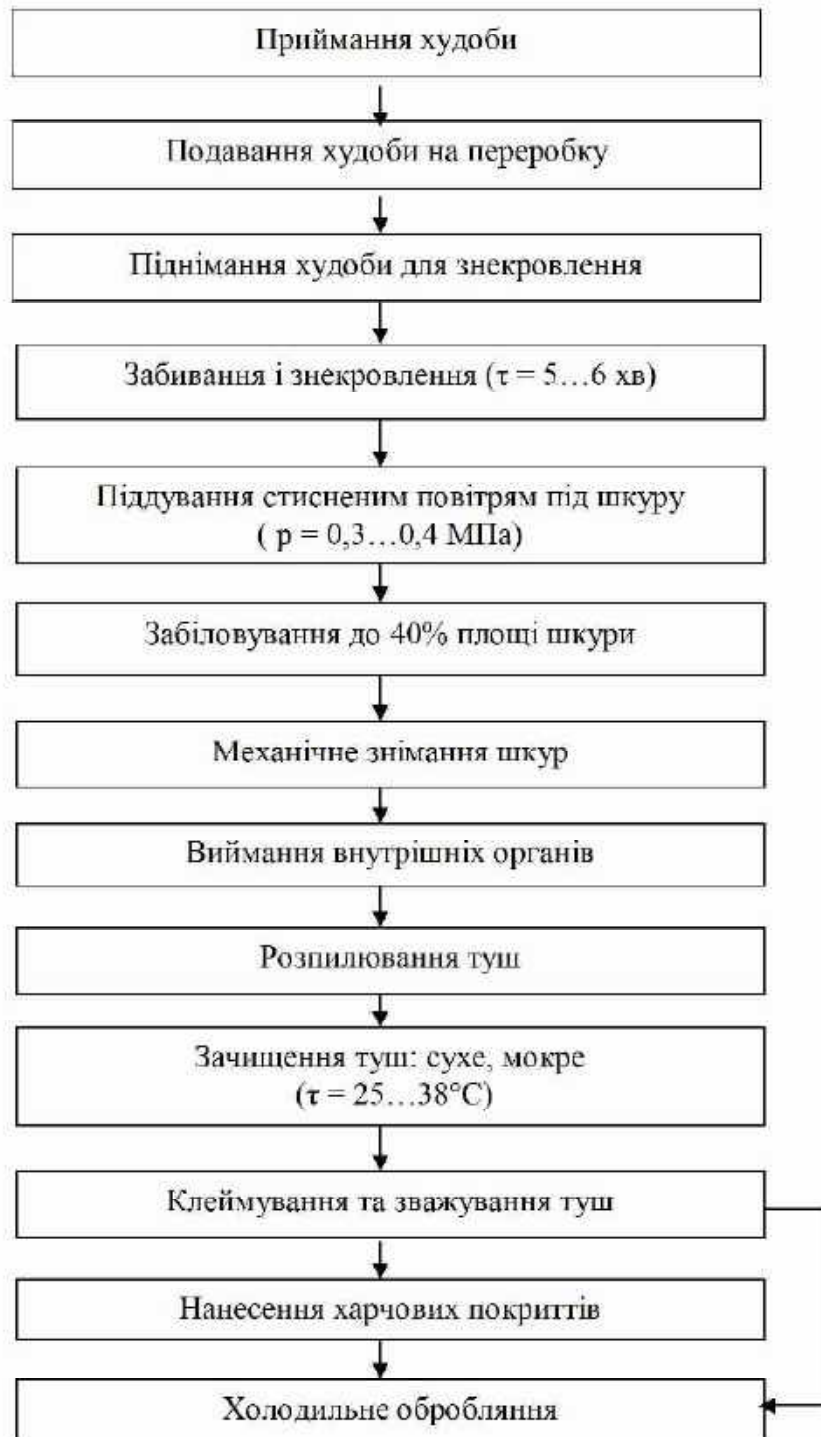 Приймання худоби
Подавання худоби на переробку
Піднімання худоби для знекровлення
Забивання і знекровлення (τ = 5…6 хв)
Піддування стисненим повітрям під шкуру
( р = 0,3…0,4 МПа)
Забіловування до 40% площі шкури
Механічне знімання шкур
Виймання внутрішніх органів
Розпилювання туш
Зачищення туш: сухе, мокре
(τ = 25…38°С)
Клеймування та зважування туш
Нанесення харчових покриттів
Холодильне обробляння